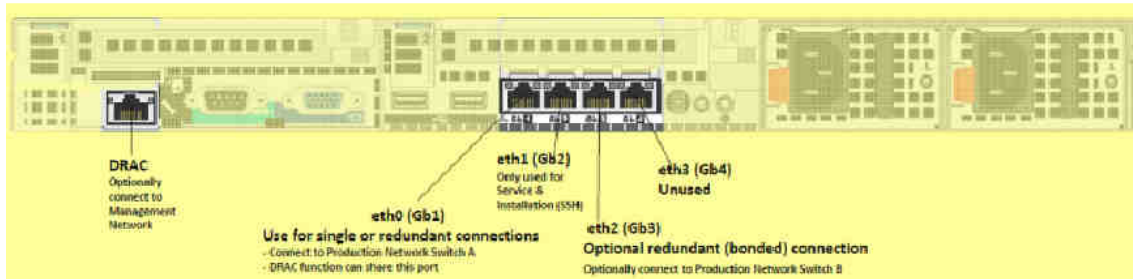 DRAC
Optionally
connect to
Management
Network
eth0 (Gb1)
Use for single or redundant connections
- Connect to Production Network Switch A
- DRAC function can share this port
eth1 (Gb2)
Only used for
Service &
Installation (SSH)
eth2 (Gb3)
Optional redundant (bonded) connection
Optionally connect to Production Network Switch B
eth3 (Gb4)
Unused